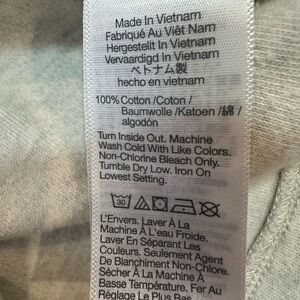 Made In Vietnam
Fabriqué Au Viêt Nam
Hergestellt In Vietnam
Vervaardigd In Vietnam
ベトナム製
hecho en vietnam
100% Cotton /Coton /
Baumwolle /Katoen /綿 /
algodón
Turn Inside Out. Machine
Wash Cold With Like Colors.
Non-Chlorine Bleach Only.
Tumble Dry Low. Iron On
Lowest Setting.
30
L'Envers. Laver À La
Machine À L'eau Froide.
Laver En Séparant Les
Couleurs. Seulement Agent
De Blanchiment Non-Chlore.
Sécher À La Machine À
Basse Température. Fer Au
Réglage Le Plus Bas.